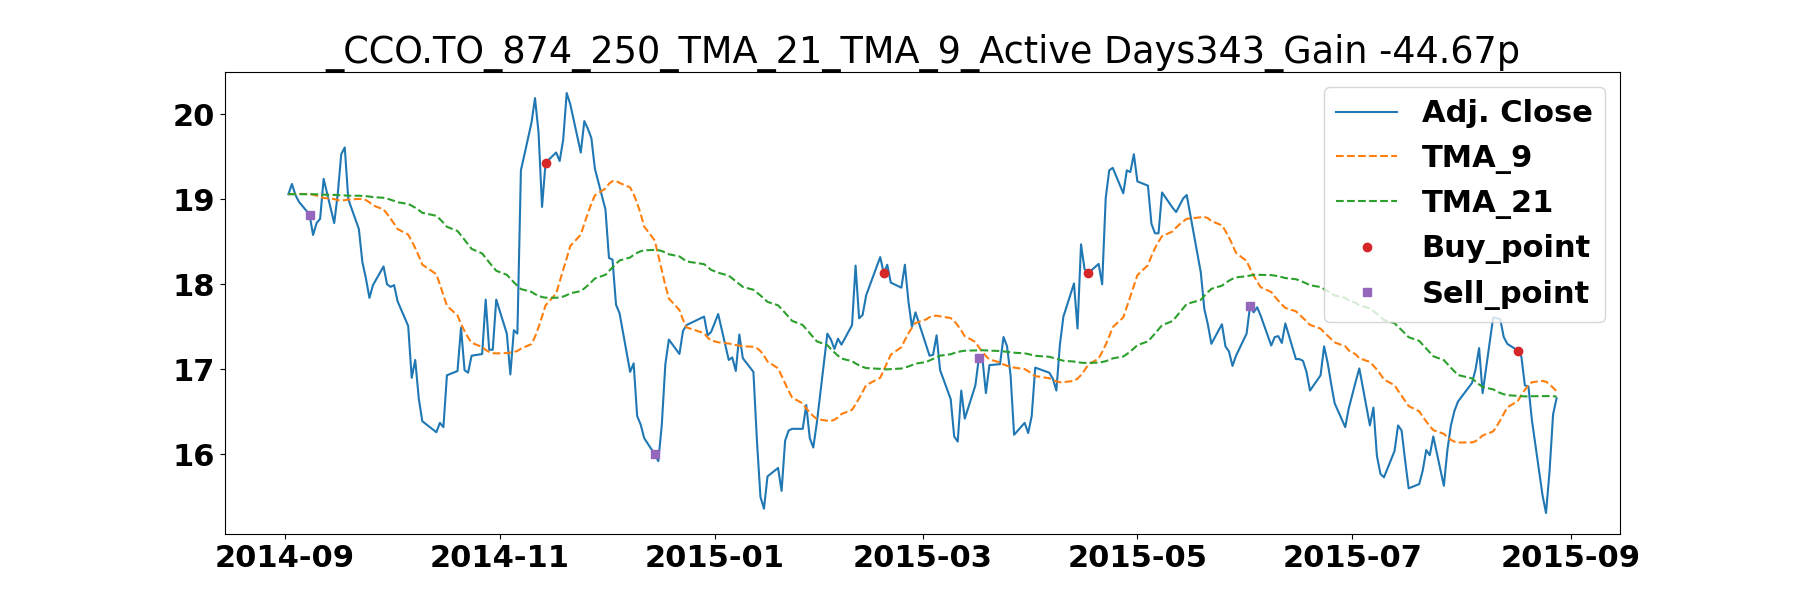 _CCO.TO_874_250_TMA_21_TMA_9_Active Days343_Gain -44.67p
Adj. Close
TMA_9
TMA_21
Buy_point
Sell_point
20
19
18
17
16
2014-09 2014-11 2015-01 2015-03 2015-05 2015-07 2015-09